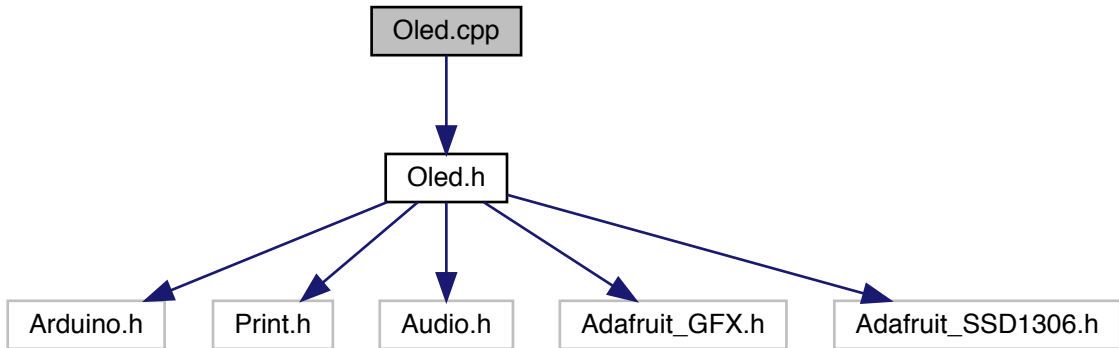 Oled.cpp
Oled.h
Arduino.h
Print.h
Audio.h
Adafruit_GFX.h
Adafruit_SSD1306.h